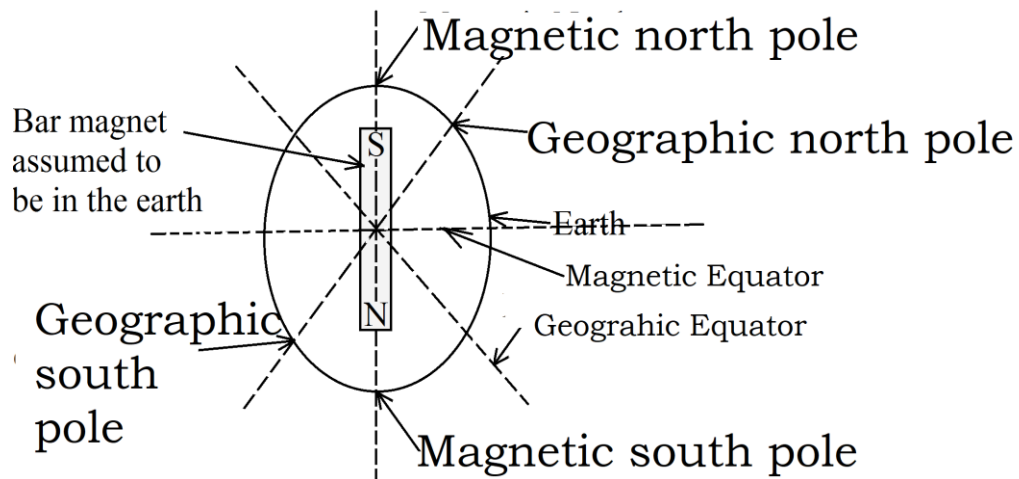 Magnetic north pole
Bar magnet
assumed to
be in the earth
S
Geographic north pole
Earth
Magnetic Equator
N
Geographic
south
pole
Geograhic Equator
Magnetic south pole